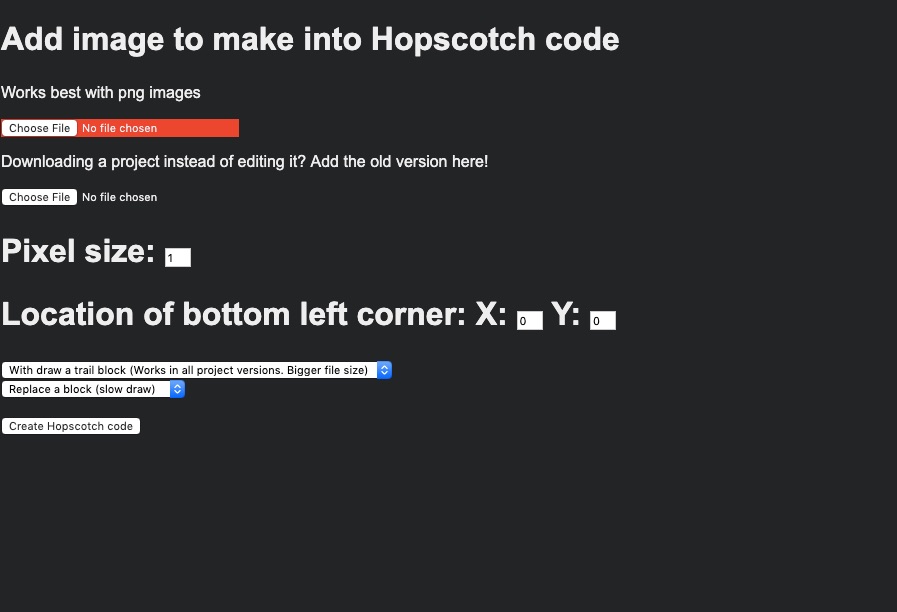 Add image to make into Hopscotch code
Works best with png images
Choose File No file chosen
Downloading a project instead of editing it? Add the old version here!
Choose File No file chosen
Pixel size: 1
Location of bottom left corner: X: 0 Y: 0
With draw a trail block (Works in all project versions. Bigger file size)
Replace a block (slow draw)
Create Hopscotch code